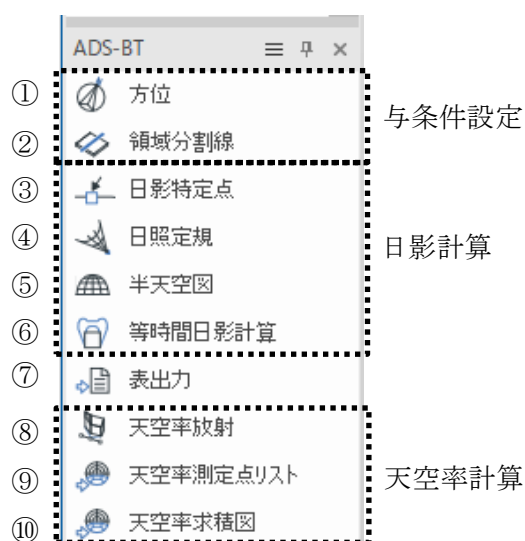 ADS-BT
① 方位
② 領域分割線
与条件設定
③ 日影特定点
④ 日照定規
⑤ 半天空図
⑥ 等時間日影計算
日影計算
⑦ 表出力
⑧ 天空率放射
⑨ 天空率測定点リスト
⑩ 天空率求積図
天空率計算